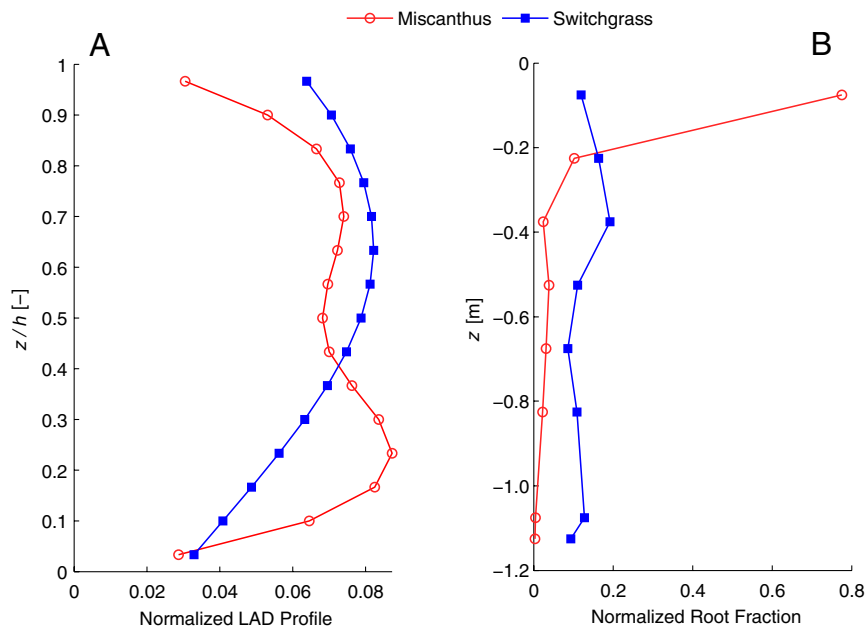 Miscanthus Switchgrass
A
B
1
0.9
0.8
0.7
0.6
0.5
0.4
0.3
0.2
0.1
0
z/h [–]
0 0.02 0.04 0.06 0.08
Normalized LAD Profile
0
−0.2
−0.4
−0.6
−0.8
−1.0
−1.2
z [m]
0 0.2 0.4 0.6 0.8
Normalized Root Fraction